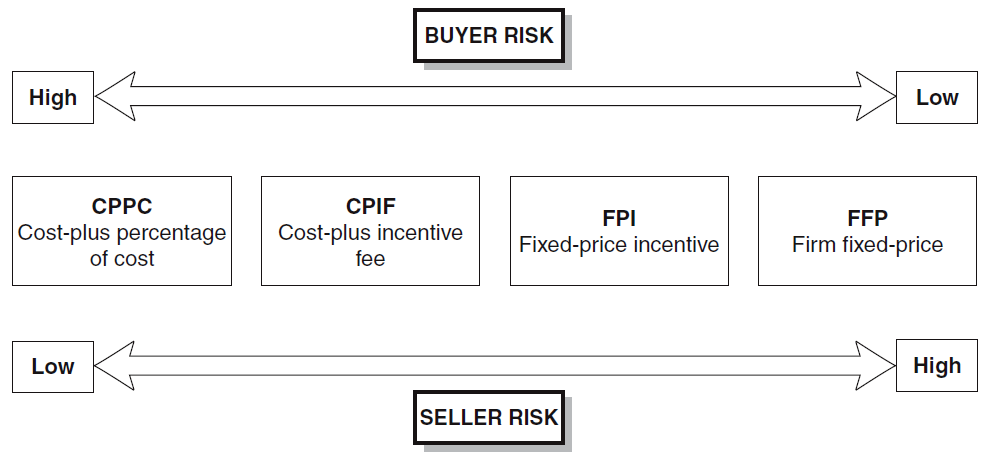 BUYER RISK
High
Low
CPPC
Cost-plus percentage
of cost
CPIF
Cost-plus incentive
fee
FPI
Fixed-price incentive
FFP
Firm fixed-price
Low
High
SELLER RISK